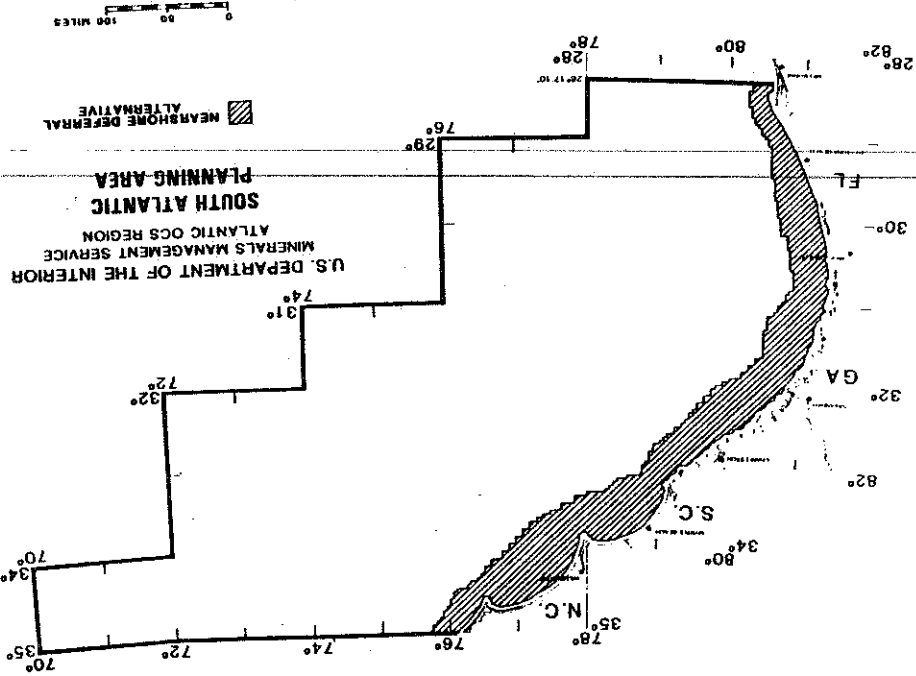 35°
70°
72°
74°
76°
78°
35°
N.C.
34°
70°
34°
80°
S.C.
82°
32°
GA
72°
32°
74°
31°
30°
FL
76°
29°
28°
82°
80°
28°
78°
28°17'10"
U.S. DEPARTMENT OF THE INTERIOR
MINERALS MANAGEMENT SERVICE
ATLANTIC OCS REGION
SOUTH ATLANTIC
PLANNING AREA
NEARSHORE DEFERRAL
ALTERNATIVE
0 50 100 MILES